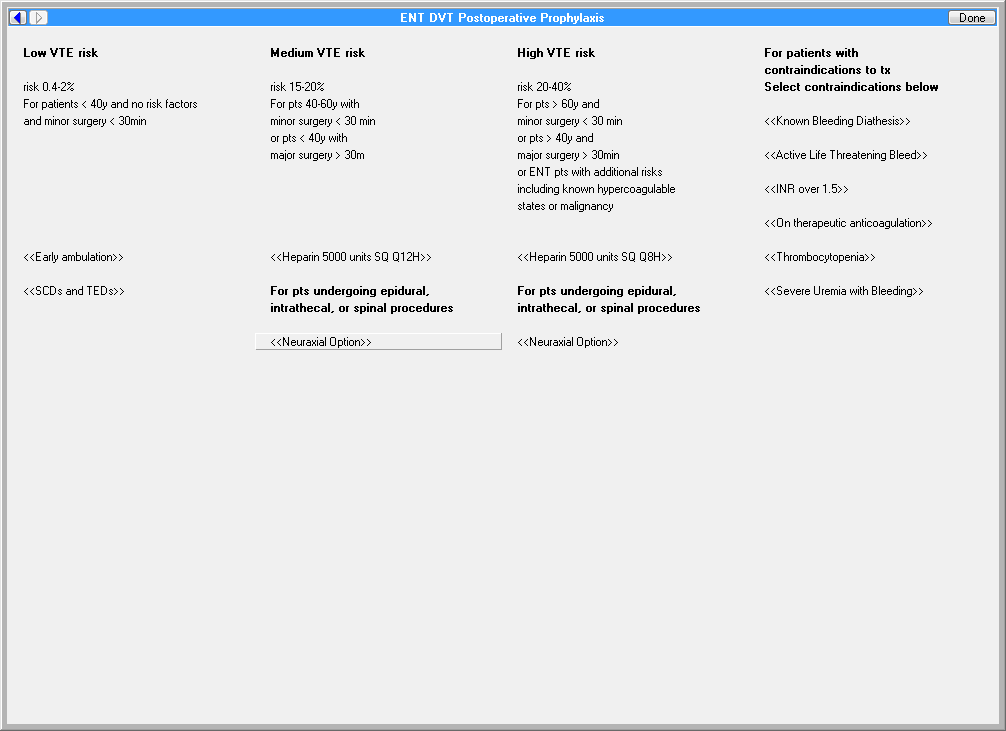 ENT DVT Postoperative Prophylaxis
Done
Low VTE risk
risk 0.4-2%
For patients < 40y and no risk factors
and minor surgery < 30min
<<Early ambulation>>
<<SCDs and TEDs>>
Medium VTE risk
risk 15-20%
For pts 40-60y with
minor surgery < 30 min
or pts < 40y with
major surgery > 30m
<<Heparin 5000 units SQ Q12H>>
For pts undergoing epidural,
intrathecal, or spinal procedures
<<Neuraxial Option>>
High VTE risk
risk 20-40%
For pts > 60y and
minor surgery < 30 min
or pts > 40y and
major surgery > 30min
or ENT pts with additional risks
including known hypercoagulable
states or malignancy
<<Heparin 5000 units SQ Q8H>>
For pts undergoing epidural,
intrathecal, or spinal procedures
<<Neuraxial Option>>
For patients with
contraindications to tx
Select contraindications below
<<Known Bleeding Diathesis>>
<<Active Life Threatening Bleed>>
<<INR over 1.5>>
<<On therapeutic anticoagulation>>
<<Thrombocytopenia>>
<<Severe Uremia with Bleeding>>